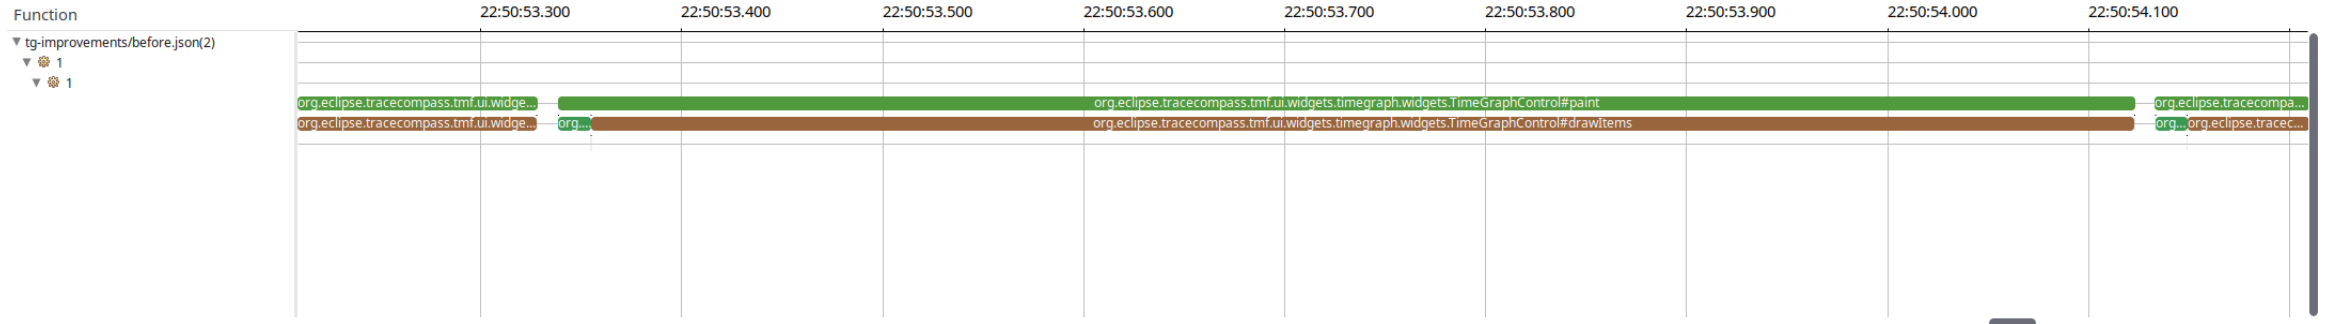 Function 22:50:53.300 22:50:53.400 22:50:53.500 22:50:53.600 22:50:53.700 22:50:53.800 22:50:53.900 22:50:54.000 22:50:54.100
tg-improvements/before.json(2)
1
1
org.eclipse.tracecompass.tmf.ui.widge... org.eclipse.tracecompass.tmf.ui.widgets.timegraph.widgets.TimeGraphControl#paint org.eclipse.tracecompa...
org.eclipse.tracecompass.tmf.ui.widge... org... org.eclipse.tracecompass.tmf.ui.widgets.timegraph.widgets.TimeGraphControl#drawItems org... org.eclipse.tracec...